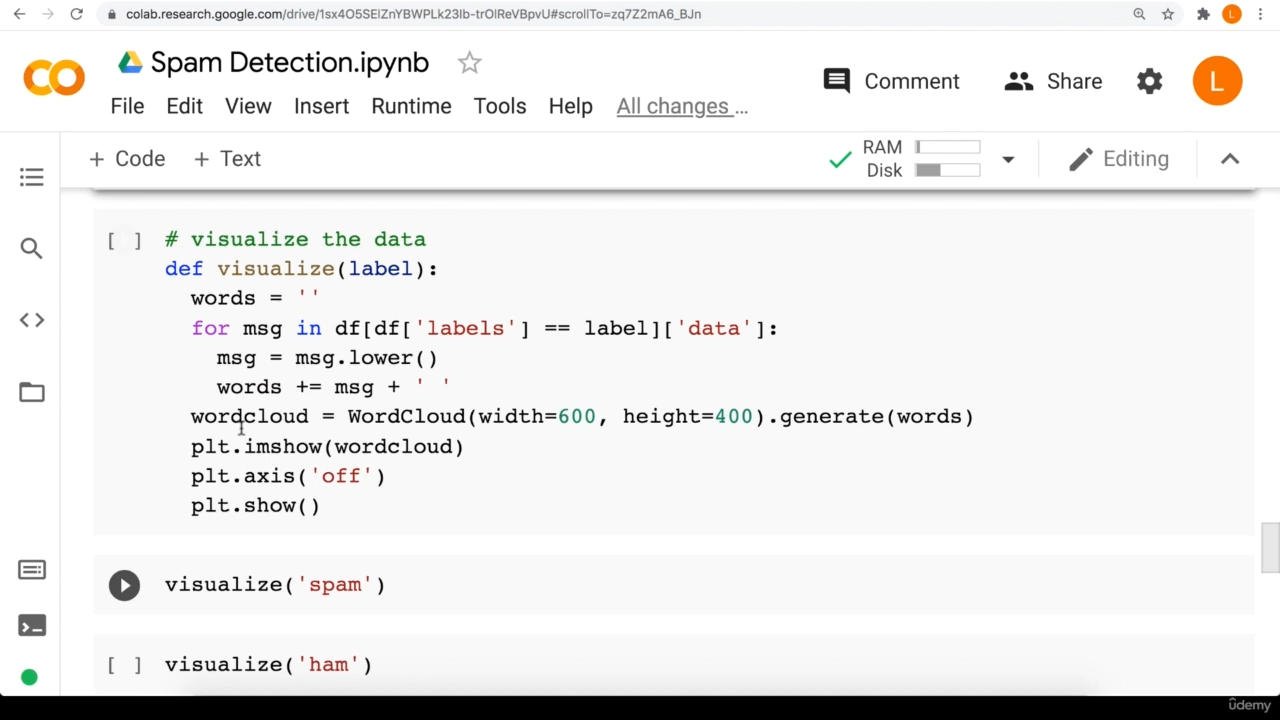 colab.research.google.com/drive/1sx4O5SElZnYBWPLk23Ib-trOlReVBpvU#scrollTo=zq7Z2mA6_BJn
L
Spam Detection.ipynb
Comment
Share
L
File Edit View Insert Runtime Tools Help All changes …
+ Code + Text
RAM
Disk
Editing
[ ] # visualize the data
def visualize(label):
words = ''
for msg in df[df['labels'] == label]['data']:
msg = msg.lower()
words += msg + ' '
wordcloud = WordCloud(width=600, height=400).generate(words)
plt.imshow(wordcloud)
plt.axis('off')
plt.show()
visualize('spam')
[ ] visualize('ham')
udemy